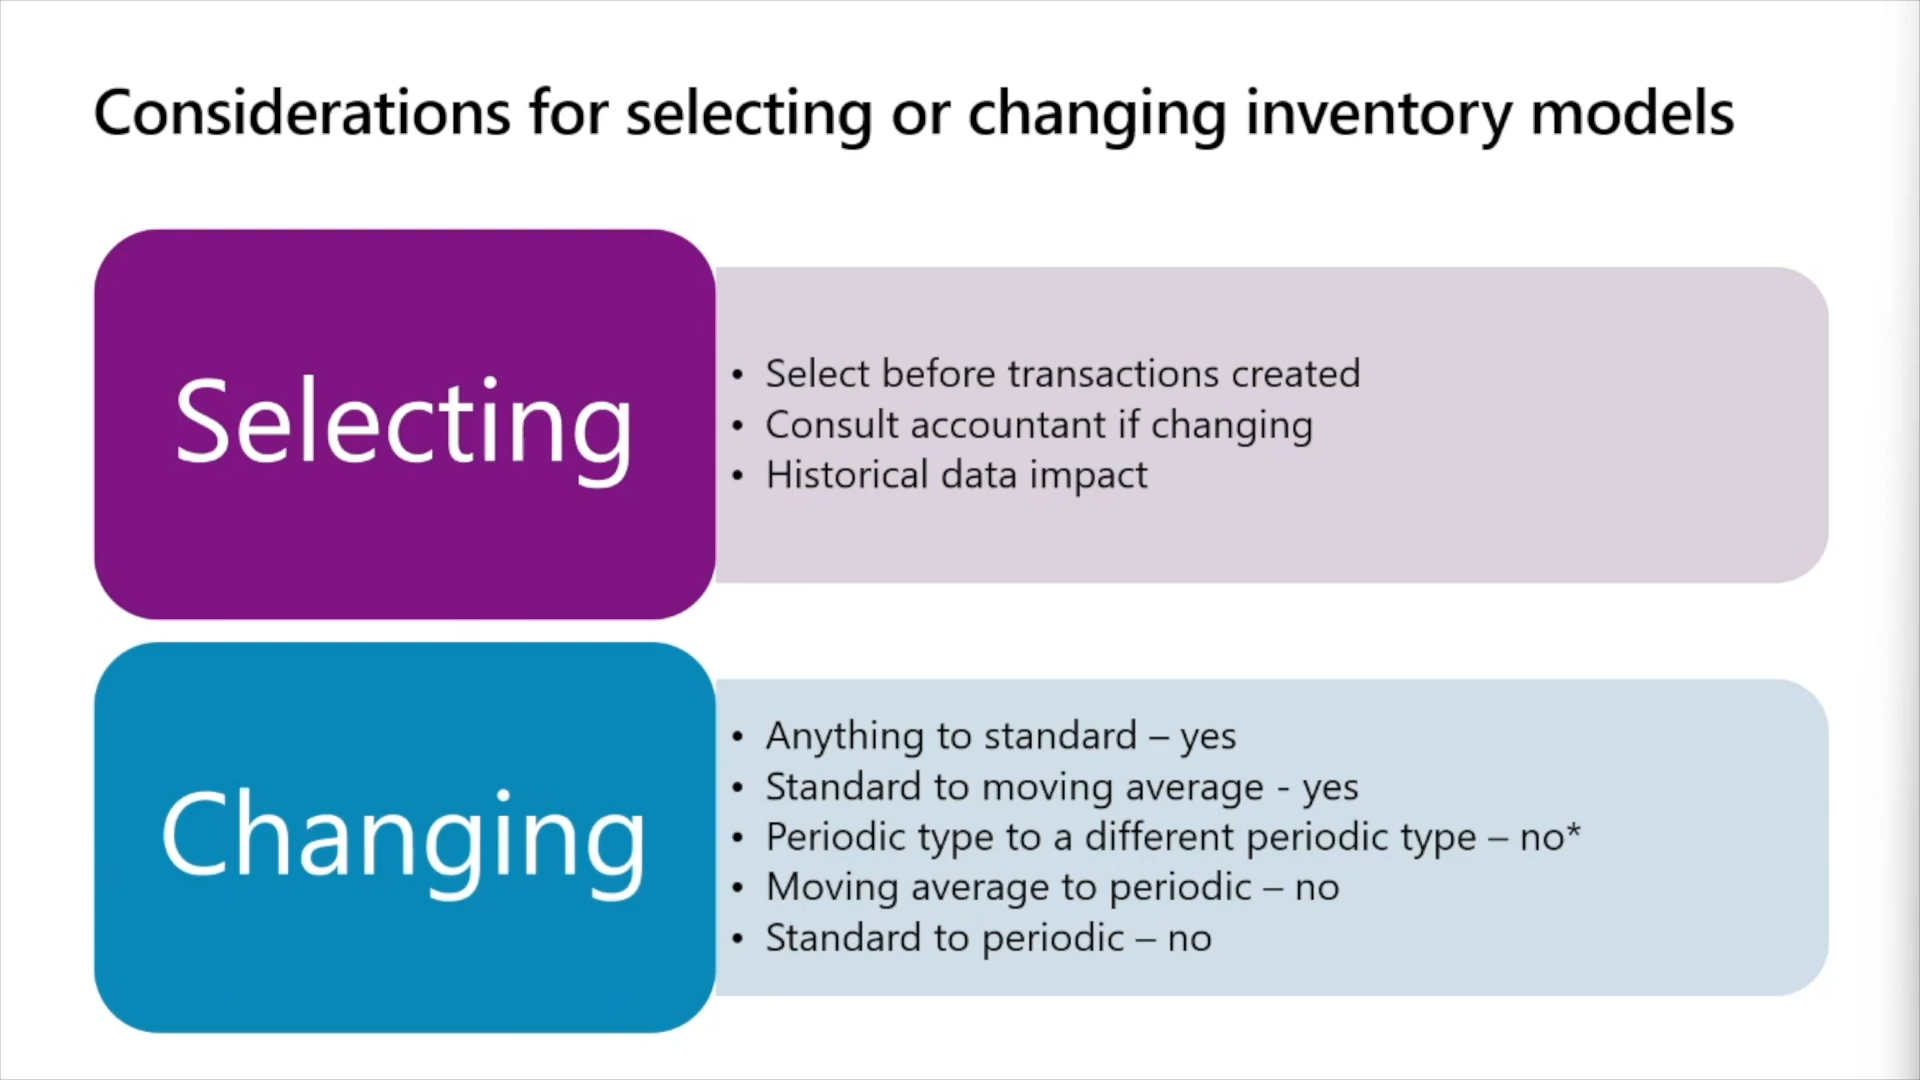 Considerations for selecting or changing inventory models
Selecting
• Select before transactions created
• Consult accountant if changing
• Historical data impact
Changing
• Anything to standard – yes
• Standard to moving average - yes
• Periodic type to a different periodic type – no*
• Moving average to periodic – no
• Standard to periodic – no